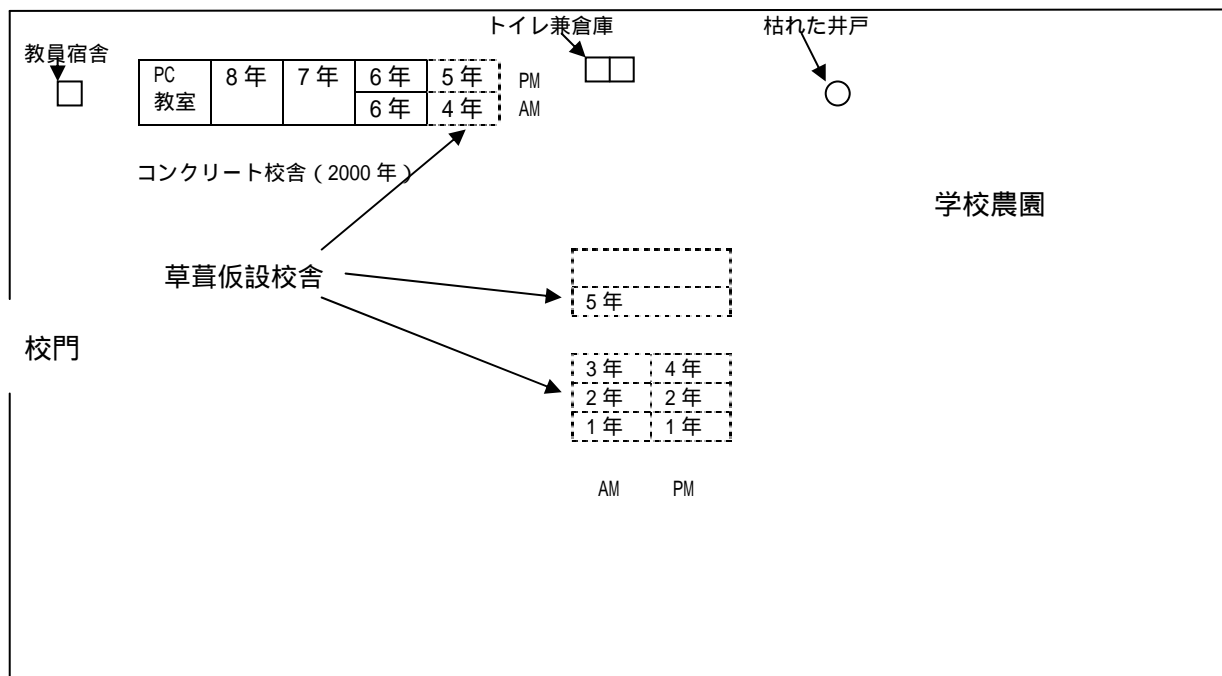 トイレ兼倉庫
枯れた井戸
教員宿舎
PC 8年 7年 6年 5年 PM
教室 6年 4年 AM
コンクリート校舎(2000年)
学校農園
草葺仮設校舎
5年
校門
3年 4年
2年 2年
1年 1年
AM PM